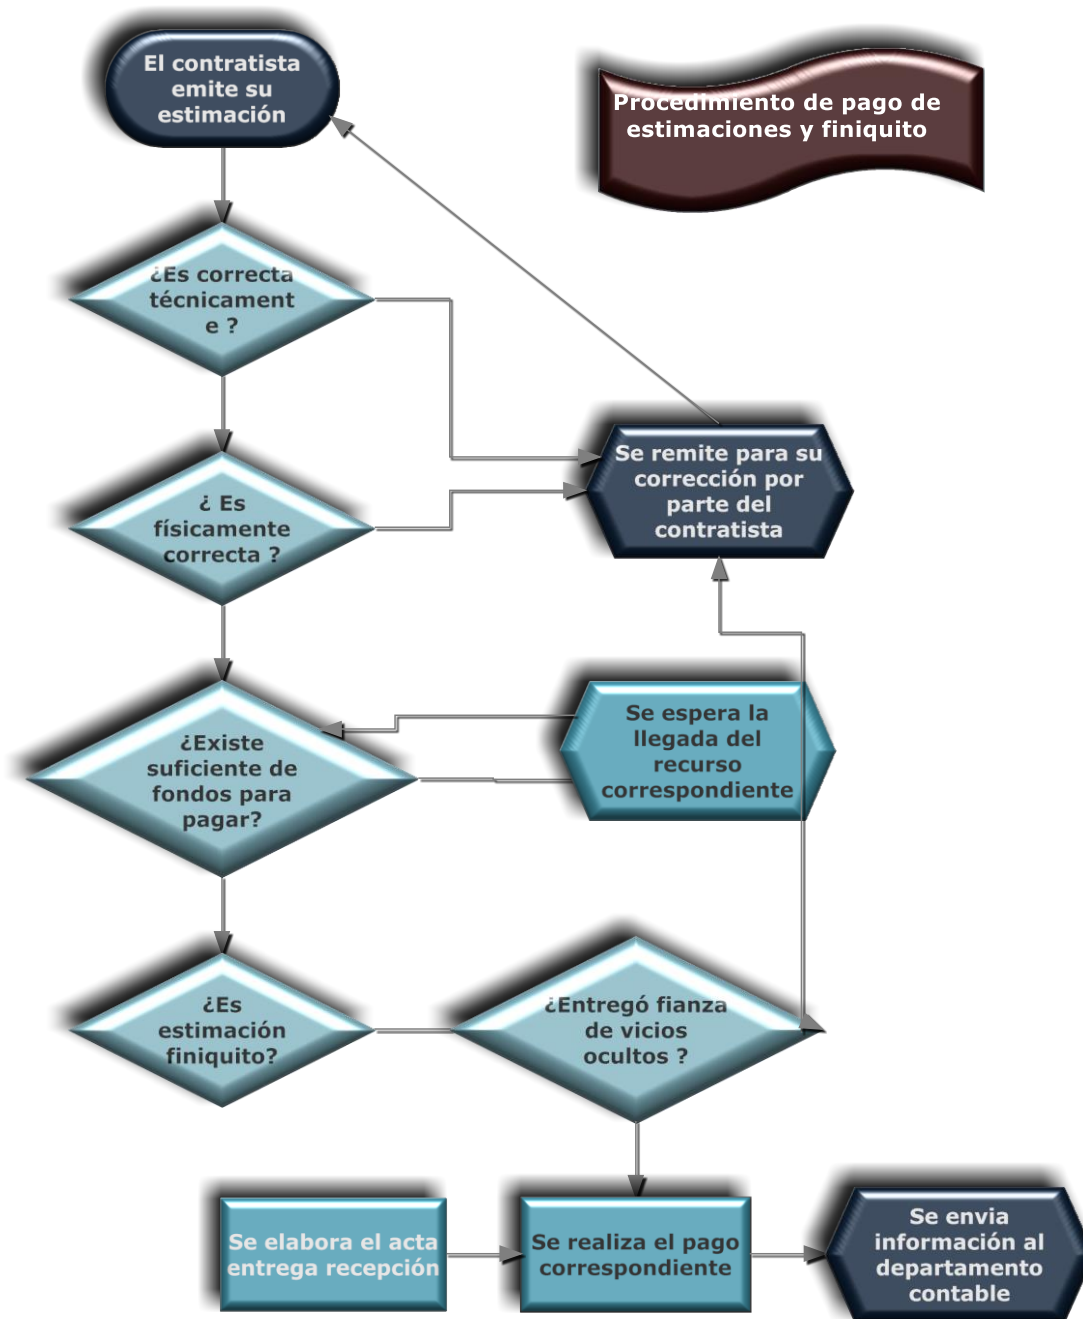 El contratista
emite su
estimación
Procedimiento de pago de
estimaciones y finiquito
¿Es correcta
técnicament
e ?
Se remite para su
corrección por
parte del
contratista
¿ Es
físicamente
correcta ?
¿Existe
suficiente de
fondos para
pagar?
Se espera la
llegada del
recurso
correspondiente
¿Es
estimación
finiquito?
¿Entregó fianza
de vicios
ocultos ?
Se elabora el acta
entrega recepción
Se realiza el pago
correspondiente
Se envia
información al
departamento
contable